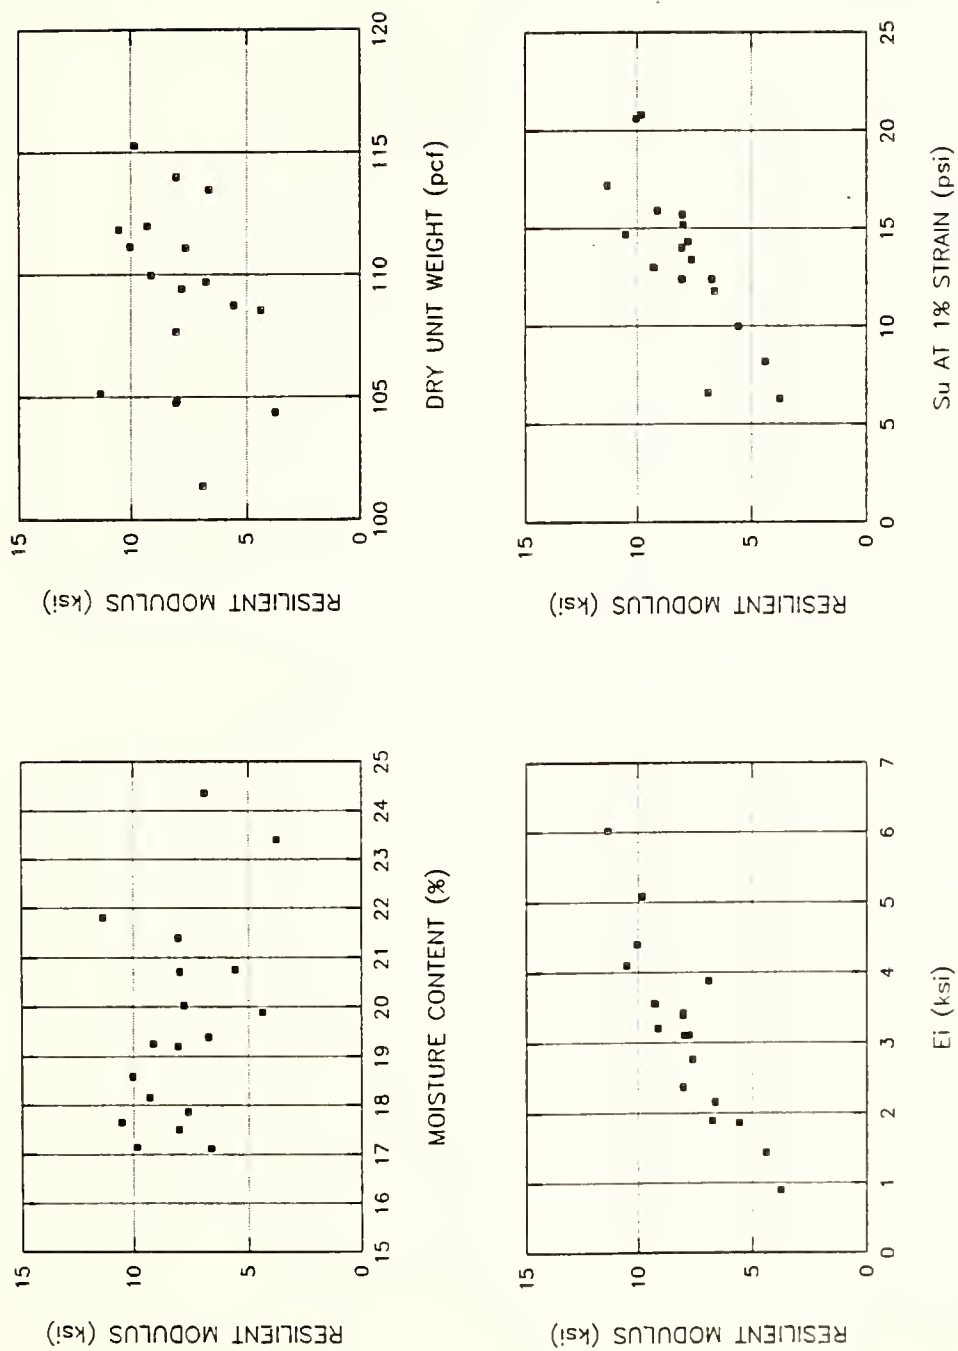 RESILIENT MODULUS (ksi)
15
10
5
0
15 16 17 18 19 20 21 22 23 24 25
MOISTURE CONTENT (%)
RESILIENT MODULUS (ksi)
15
10
5
0
100 105 110 115 120
DRY UNIT WEIGHT (pcf)
RESILIENT MODULUS (ksi)
15
10
5
0
0 1 2 3 4 5 6 7
Ei (ksi)
RESILIENT MODULUS (ksi)
15
10
5
0
0 5 10 15 20 25
Su AT 1% STRAIN (psi)